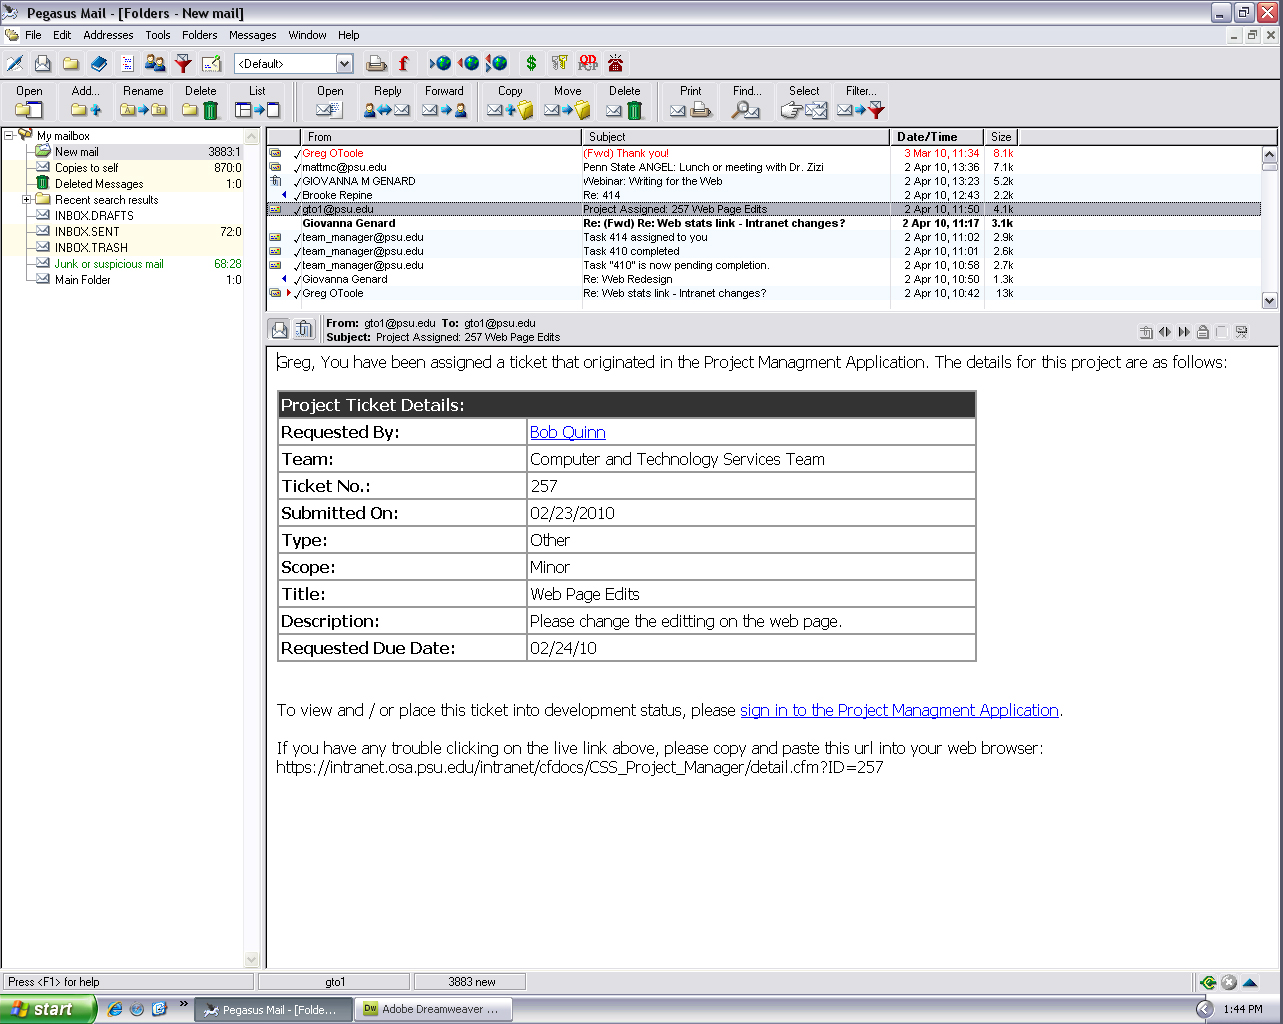 Pegasus Mail - [Folders - New mail]
File Edit Addresses Tools Folders Messages Window Help
<Default>
Open Add... Rename Delete List Open Reply Forward Copy Move Delete Print Find... Select Filter...
My mailbox
New mail 3883:1
Copies to self 870:0
Deleted Messages 1:0
Recent search results
INBOX.DRAFTS
INBOX.SENT 72:0
INBOX.TRASH
Junk or suspicious mail 68:28
Main Folder 1:0
From Subject Date/Time Size
Greg OToole (Fwd) Thank you! 3 Mar 10, 11:34 8.1k
mattmc@psu.edu Penn State ANGEL: Lunch or meeting with Dr. Zizi 2 Apr 10, 13:36 7.1k
GIOVANNA M GENARD Webinar: Writing for the Web 2 Apr 10, 13:23 5.2k
Brooke Repine Re: 414 2 Apr 10, 12:43 2.2k
gto1@psu.edu Project Assigned: 257 Web Page Edits 2 Apr 10, 11:50 4.1k
Giovanna Genard Re: (Fwd) Re: Web stats link - Intranet changes? 2 Apr 10, 11:17 3.1k
team_manager@psu.edu Task 414 assigned to you 2 Apr 10, 11:02 2.9k
team_manager@psu.edu Task 410 completed 2 Apr 10, 11:01 2.6k
team_manager@psu.edu Task "410" is now pending completion. 2 Apr 10, 10:58 2.7k
Giovanna Genard Re: Web Redesign 2 Apr 10, 10:50 1.3k
Greg OToole Re: Web stats link - Intranet changes? 2 Apr 10, 10:42 13k
From: gto1@psu.edu To: gto1@psu.edu
Subject: Project Assigned: 257 Web Page Edits
Greg, You have been assigned a ticket that originated in the Project Managment Application. The details for this project are as follows:
Project Ticket Details:
Requested By: Bob Quinn
Team: Computer and Technology Services Team
Ticket No.: 257
Submitted On: 02/23/2010
Type: Other
Scope: Minor
Title: Web Page Edits
Description: Please change the editting on the web page.
Requested Due Date: 02/24/10
To view and / or place this ticket into development status, please sign in to the Project Managment Application.
If you have any trouble clicking on the live link above, please copy and paste this url into your web browser:
https://intranet.osa.psu.edu/intranet/cfdocs/CSS_Project_Manager/detail.cfm?ID=257
Press <F1> for help gto1 3883 new
start Pegasus Mail - [Folde... Dw Adobe Dreamweaver ... 1:44 PM